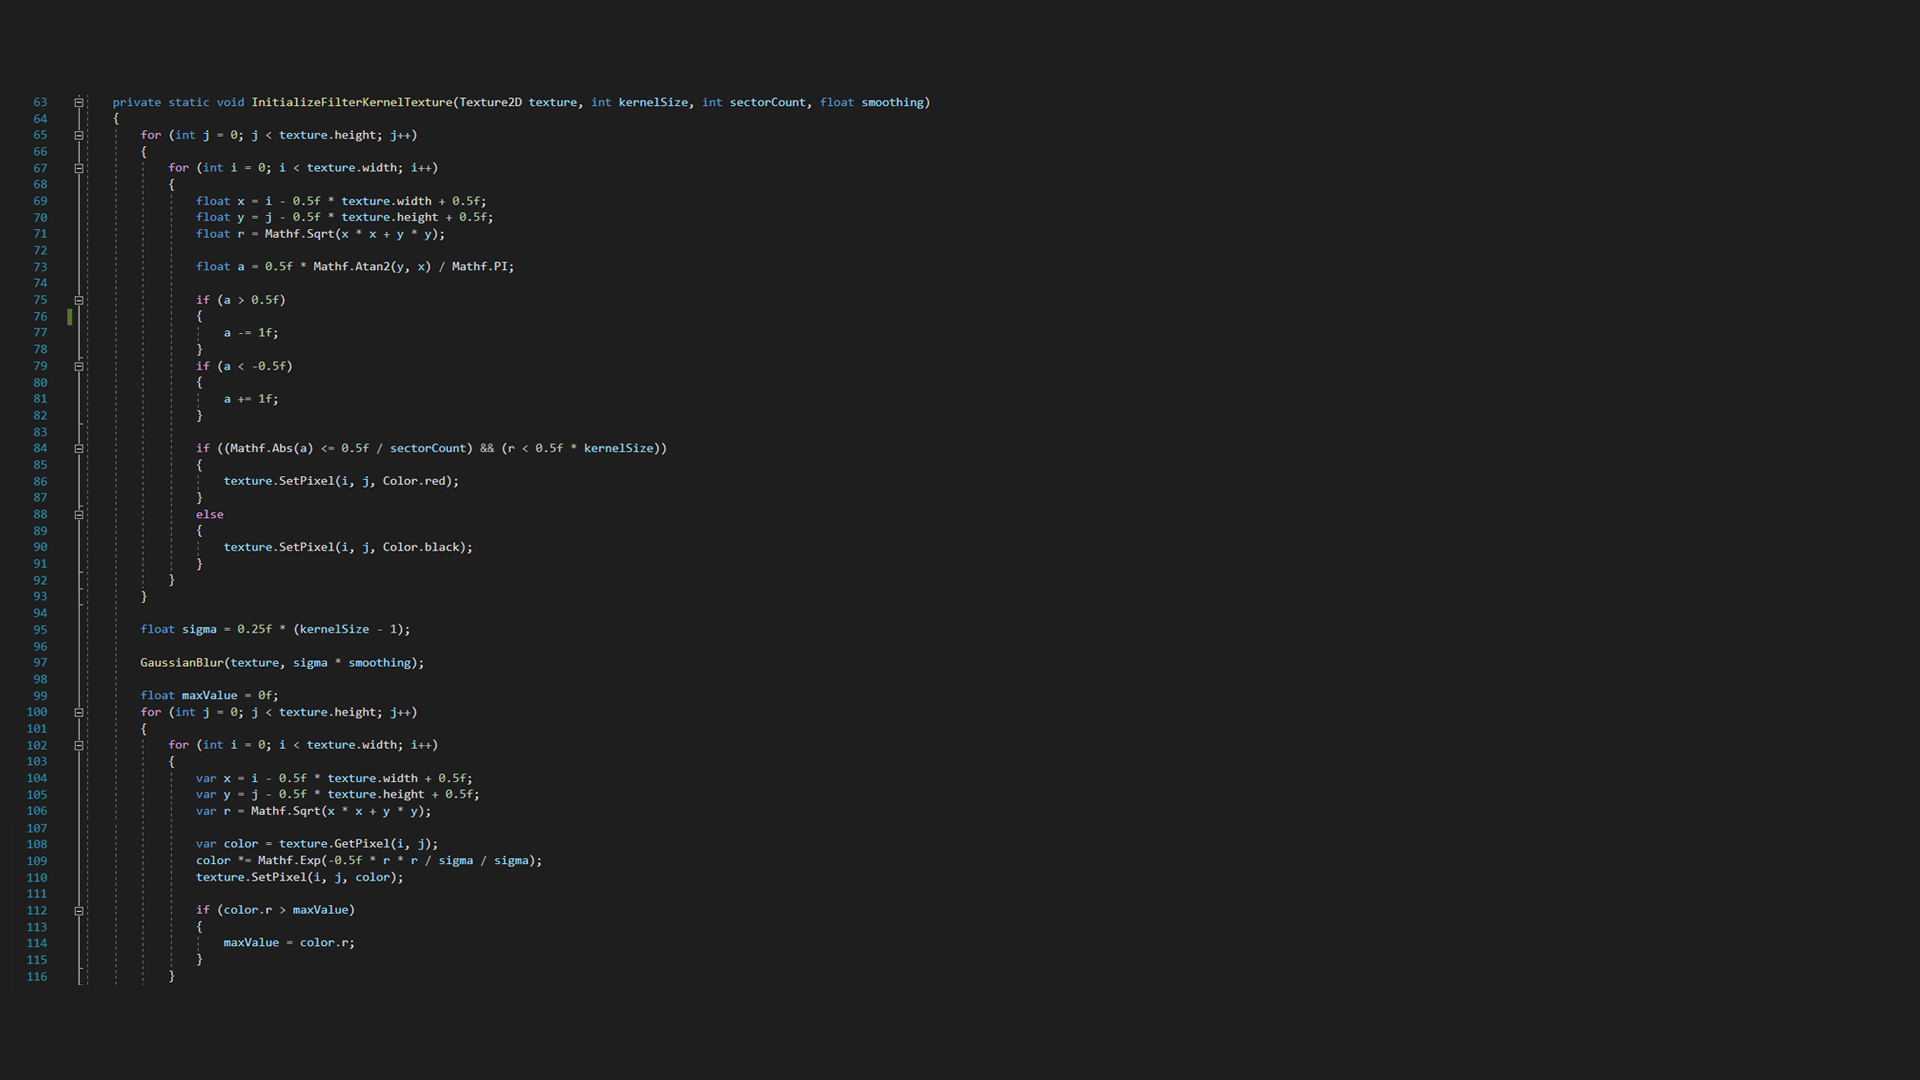 63 private static void InitializeFilterKernelTexture(Texture2D texture, int kernelSize, int sectorCount, float smoothing)
64 {
65 for (int j = 0; j < texture.height; j++)
66 {
67 for (int i = 0; i < texture.width; i++)
68 {
69 float x = i - 0.5f * texture.width + 0.5f;
70 float y = j - 0.5f * texture.height + 0.5f;
71 float r = Mathf.Sqrt(x * x + y * y);
72
73 float a = 0.5f * Mathf.Atan2(y, x) / Mathf.PI;
74
75 if (a > 0.5f)
76 {
77 a -= 1f;
78 }
79 if (a < -0.5f)
80 {
81 a += 1f;
82 }
83
84 if ((Mathf.Abs(a) <= 0.5f / sectorCount) && (r < 0.5f * kernelSize))
85 {
86 texture.SetPixel(i, j, Color.red);
87 }
88 else
89 {
90 texture.SetPixel(i, j, Color.black);
91 }
92 }
93 }
94
95 float sigma = 0.25f * (kernelSize - 1);
96
97 GaussianBlur(texture, sigma * smoothing);
98
99 float maxValue = 0f;
100 for (int j = 0; j < texture.height; j++)
101 {
102 for (int i = 0; i < texture.width; i++)
103 {
104 var x = i - 0.5f * texture.width + 0.5f;
105 var y = j - 0.5f * texture.height + 0.5f;
106 var r = Mathf.Sqrt(x * x + y * y);
107
108 var color = texture.GetPixel(i, j);
109 color *= Mathf.Exp(-0.5f * r * r / sigma / sigma);
110 texture.SetPixel(i, j, color);
111
112 if (color.r > maxValue)
113 {
114 maxValue = color.r;
115 }
116 }